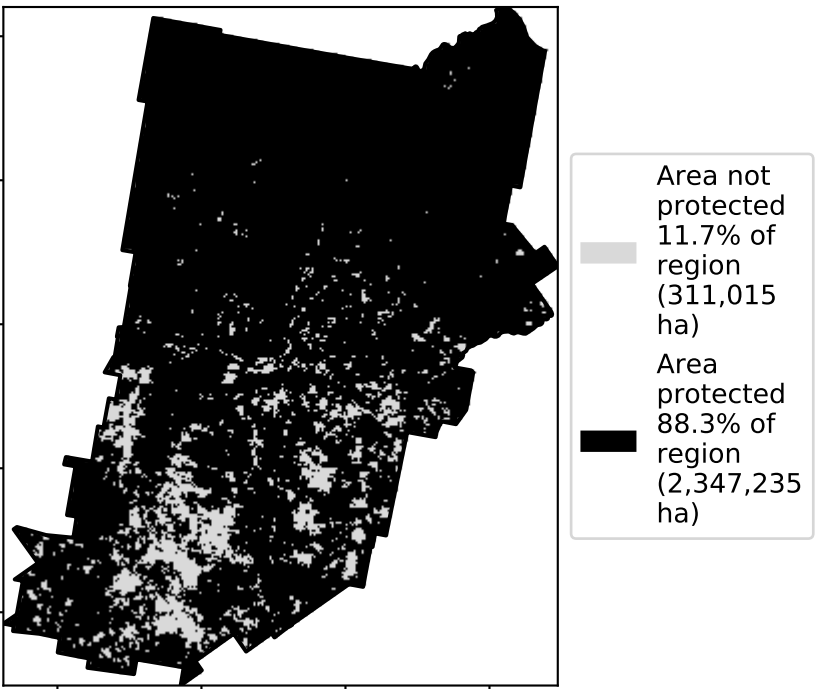 Area not
protected
11.7% of
region
(311,015
ha)
Area
protected
88.3% of
region
(2,347,235
ha)